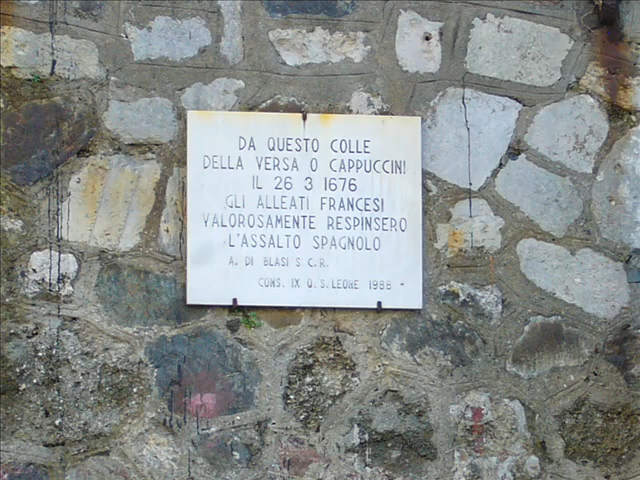 DA QUESTO COLLE
DELLA VERSA O CAPPUCCINI
IL 26 3 1676
GLI ALLEATI FRANCESI
VALOROSAMENTE RESPINSERO
L'ASSALTO SPAGNOLO
A. DI BLASI S C.R.
CONS. IX Q. S. LEONE 1988